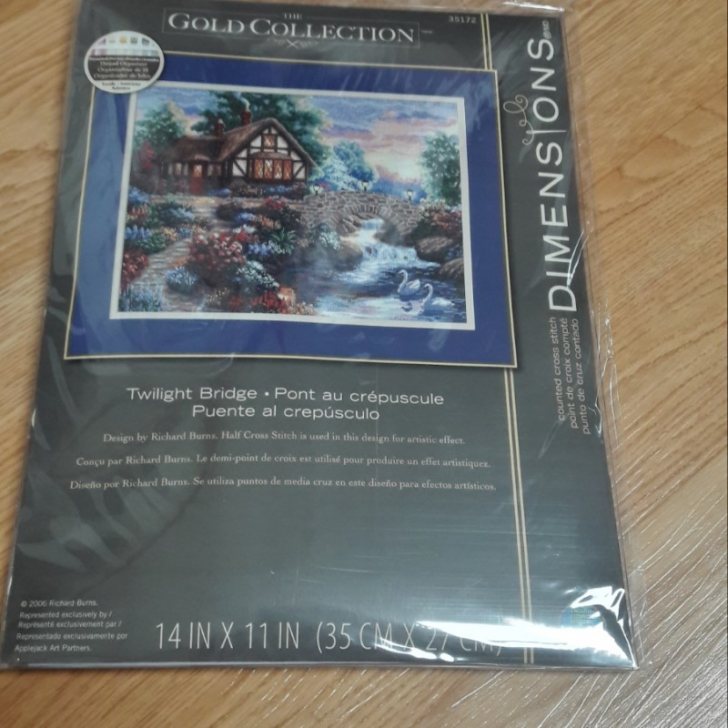 THE
GOLD COLLECTION
35172
Thread Organizer
DIMENSIONS
counted cross stitch
point de croix compté
punto de cruz contado
Twilight Bridge • Pont au crépuscule
Puente al crepúsculo
Design by Richard Burns. Half Cross Stitch is used in this design for artistic effect.
Conçu par Richard Burns. Le demi-point de croix est utilisé pour produire un effet artistique.
Diseño por Richard Burns. Se utiliza puntos de media cruz en este diseño para efectos artísticos.
© 2006 Richard Burns.
Represented exclusively by /
Représenté exclusivement par /
Representado exclusivamente por
Applejack Art Partners.
14 IN X 11 IN (35 CM X 27 CM)